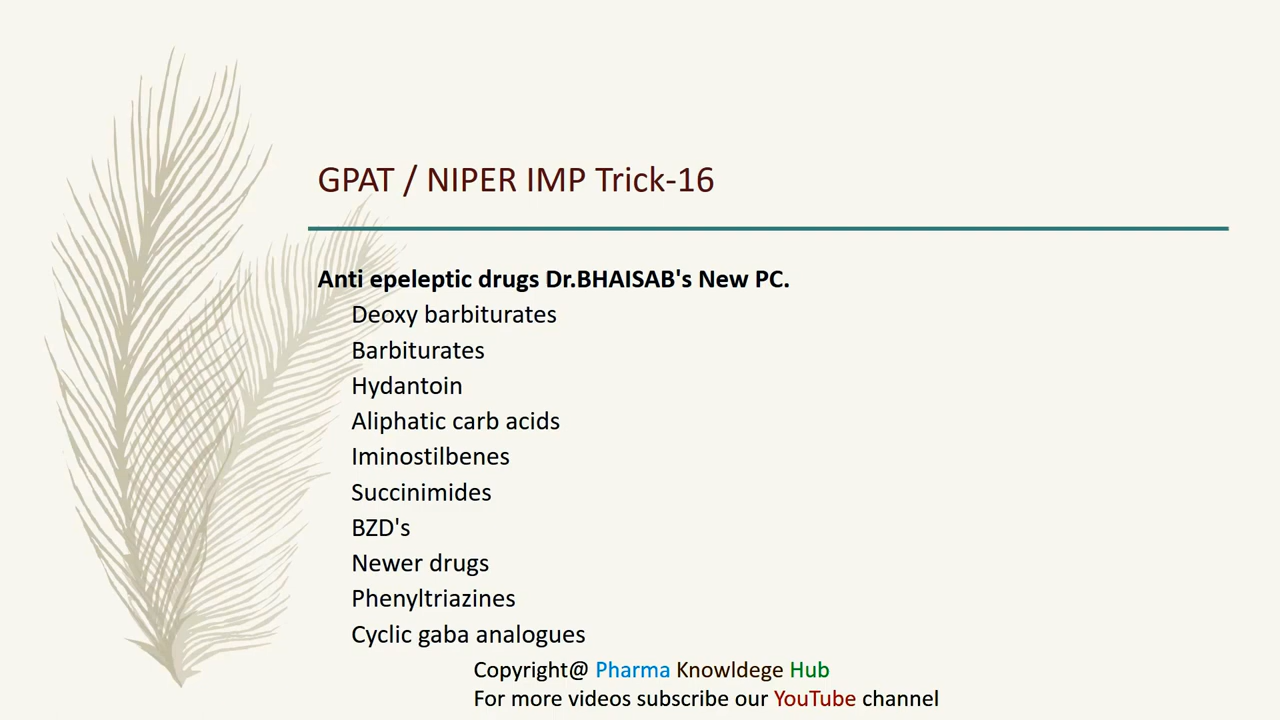 GPAT / NIPER IMP Trick-16
Anti epeleptic drugs Dr.BHAISAB's New PC.
Deoxy barbiturates
Barbiturates
Hydantoin
Aliphatic carb acids
Iminostilbenes
Succinimides
BZD's
Newer drugs
Phenyltriazines
Cyclic gaba analogues
Copyright@ Pharma Knowldege Hub
For more videos subscribe our YouTube channel